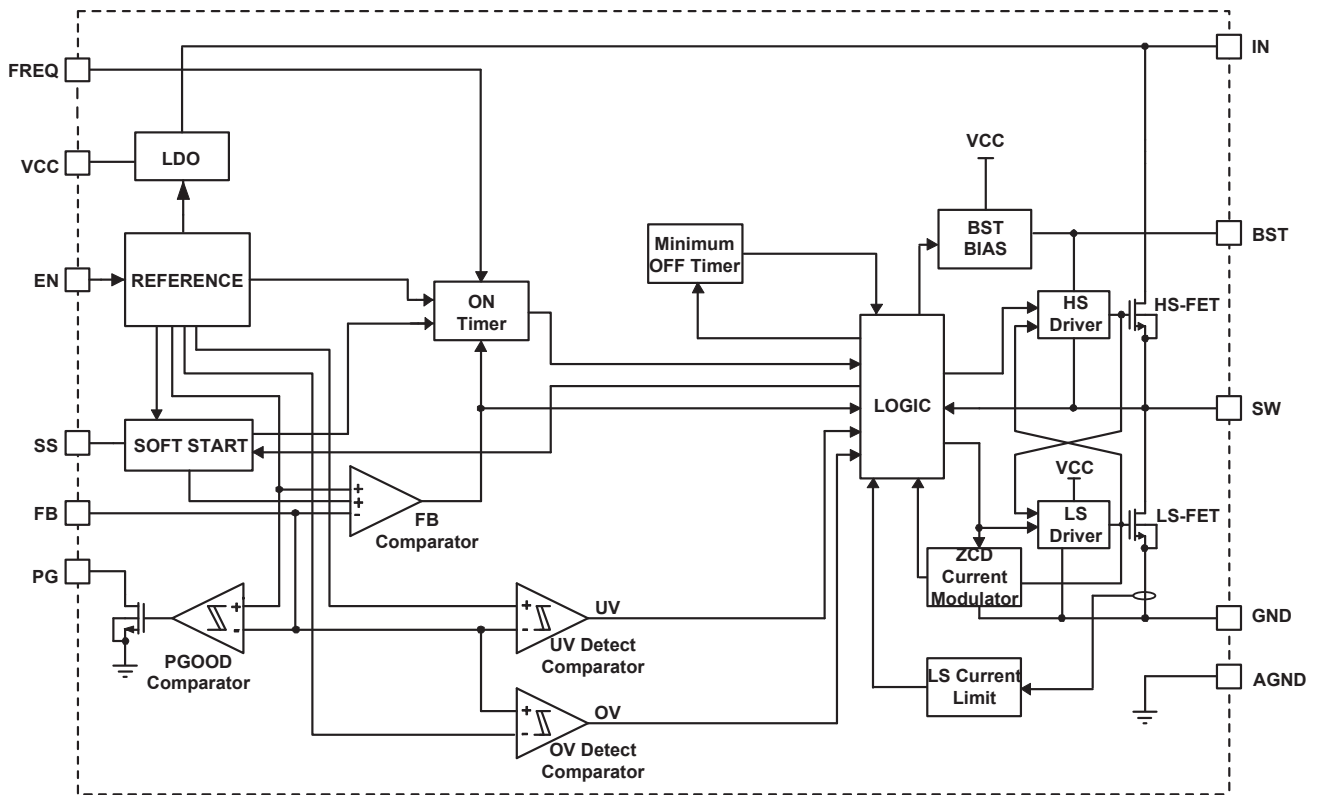 IN
FREQ
LDO
VCC
VCC
BST
BIAS
BST
Minimum
OFF Timer
EN
REFERENCE
ON
Timer
HS
Driver
HS-FET
LOGIC
SW
SS
SOFT START
+
+
-
FB
Comparator
FB
VCC
LS
Driver
LS-FET
ZCD
Current
Modulator
PG
+
-
PGOOD
Comparator
+
-
UV
UV Detect
Comparator
GND
LS Current
Limit
AGND
+
-
OV
OV Detect
Comparator